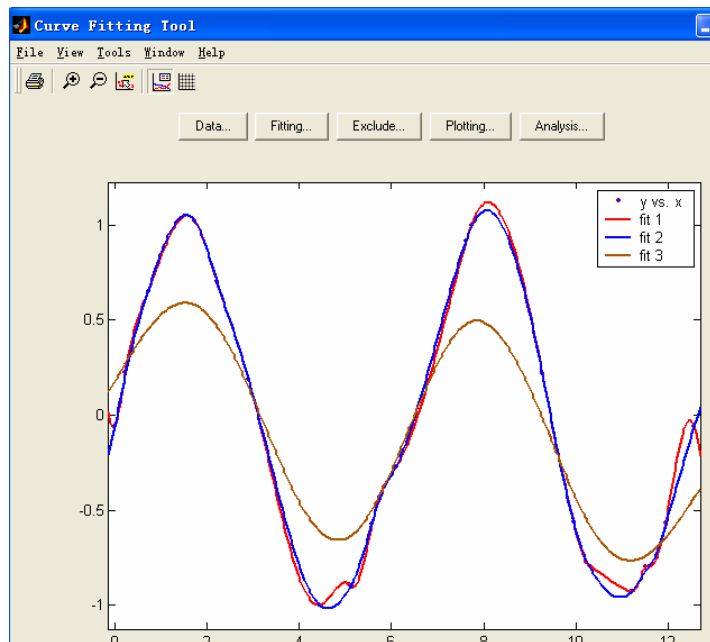 Curve Fitting Tool
File View Tools Window Help
Data... Fitting... Exclude... Plotting... Analysis...
y vs. x
fit 1
fit 2
fit 3
1
0.5
0
-0.5
-1
0 2 4 6 8 10 12